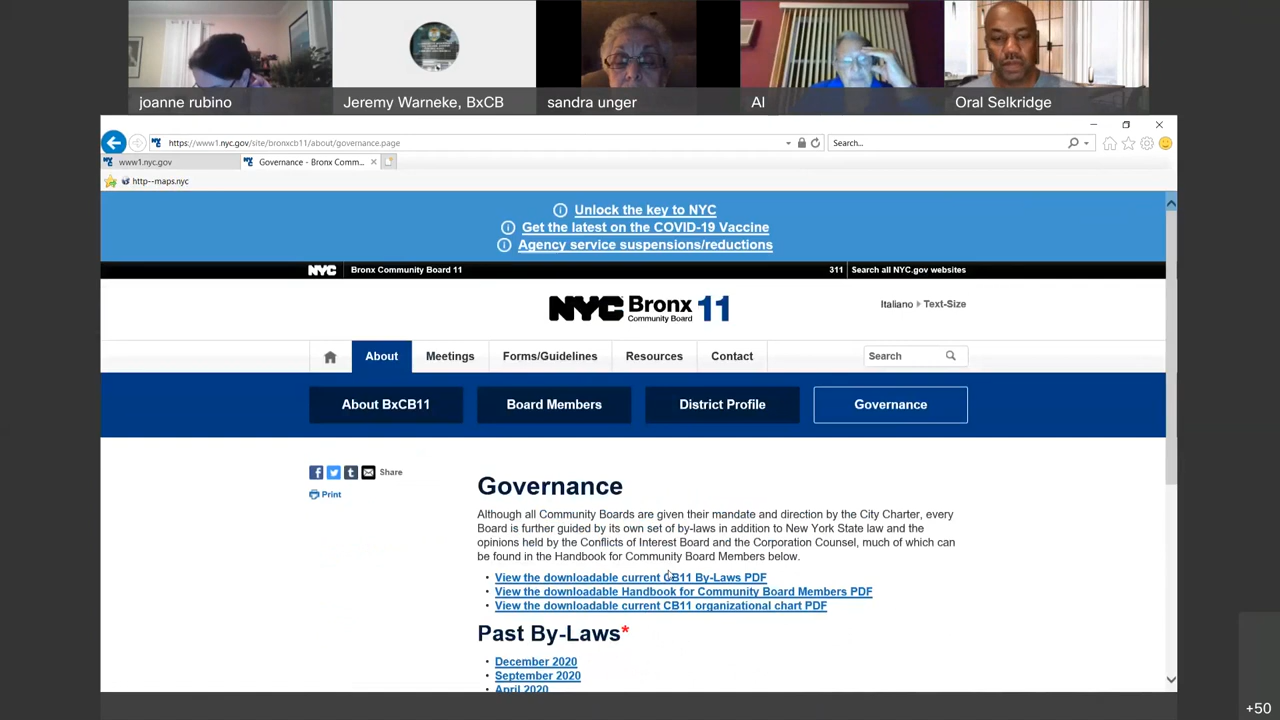 joanne rubino
Jeremy Warneke, BxCB
sandra unger
Al
Oral Selkridge
https://www1.nyc.gov/site/bronxcb11/about/governance.page
Search...
www1.nyc.gov
Governance - Bronx Comm...
http--maps.nyc
Unlock the key to NYC
Get the latest on the COVID-19 Vaccine
Agency service suspensions/reductions
NYC Bronx Community Board 11
311 Search all NYC.gov websites
NYC Bronx 11
Community Board
Italiano Text-Size
About Meetings Forms/Guidelines Resources Contact Search
About BxCB11 Board Members District Profile Governance
Share
Print
Governance
Although all Community Boards are given their mandate and direction by the City Charter, every
Board is further guided by its own set of by-laws in addition to New York State law and the
opinions held by the Conflicts of Interest Board and the Corporation Counsel, much of which can
be found in the Handbook for Community Board Members below.
• View the downloadable current CB11 By-Laws PDF
• View the downloadable Handbook for Community Board Members PDF
• View the downloadable current CB11 organizational chart PDF
Past By-Laws*
• December 2020
• September 2020
• April 2020
+50